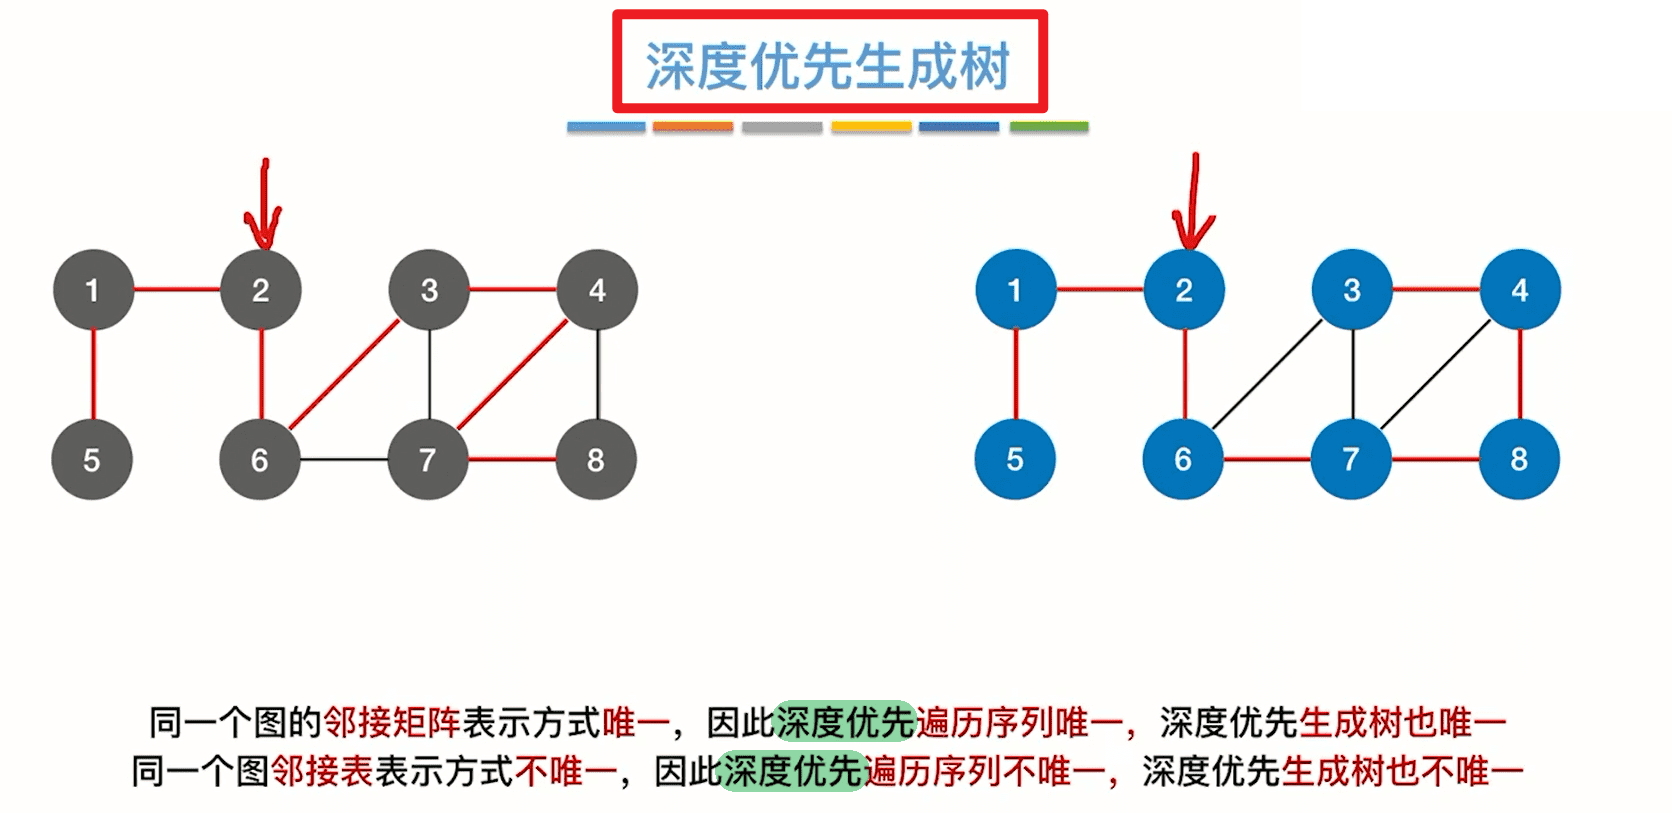 深度优先生成树
1 2 3 4
5 6 7 8
1 2 3 4
5 6 7 8
同一个图的邻接矩阵表示方式唯一，因此深度优先遍历序列唯一，深度优先生成树也唯一
同一个图邻接表表示方式不唯一，因此深度优先遍历序列不唯一，深度优先生成树也不唯一